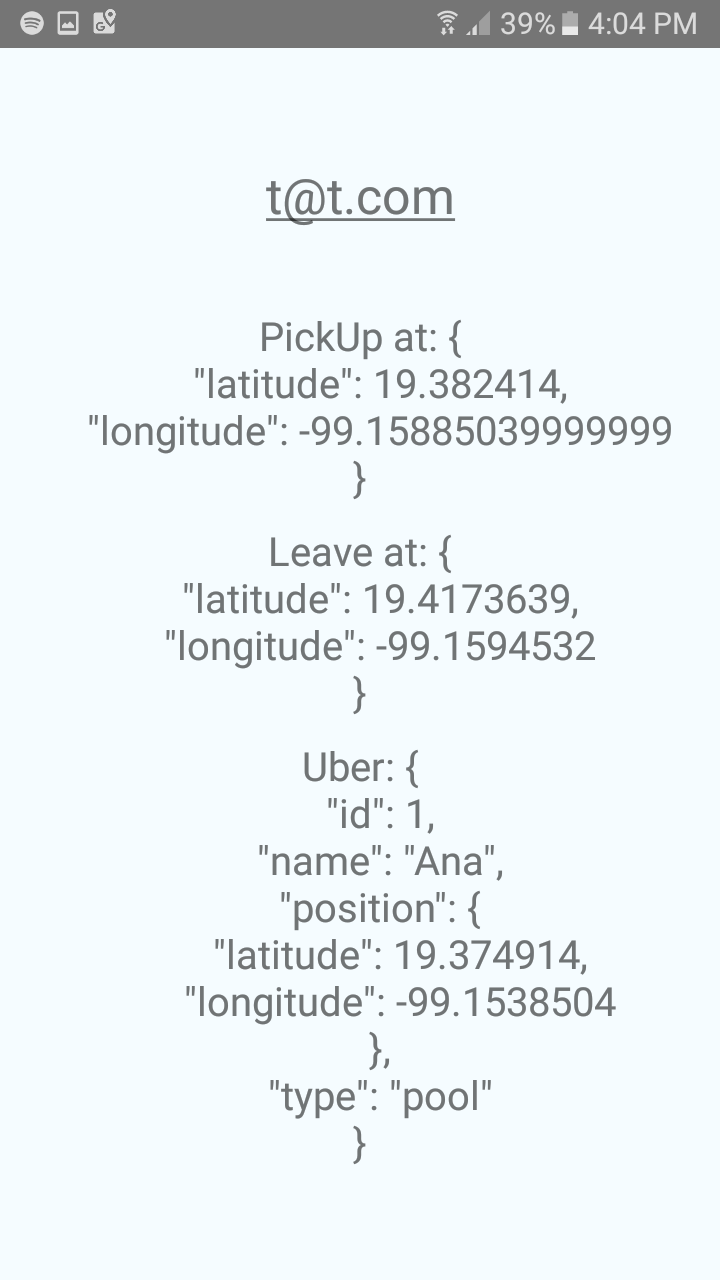 39% 4:04 PM
t@t.com
PickUp at: {
"latitude": 19.382414,
"longitude": -99.15885039999999
}
Leave at: {
"latitude": 19.4173639,
"longitude": -99.1594532
}
Uber: {
"id": 1,
"name": "Ana",
"position": {
"latitude": 19.374914,
"longitude": -99.1538504
},
"type": "pool"
}